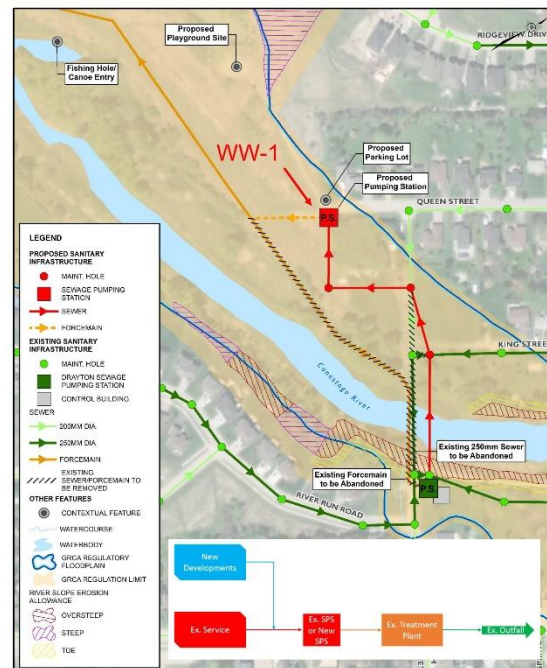 Proposed
Playground Site
RIDGEVIEW DRIV
Fishing Hole/
Canoe Entry
WW-1
Proposed
Parking Lot
Proposed
Pumping Station
P.S.
QUEEN STREET
KING STREE
Conestogo River
Existing 250mm Sewer
to be Abandoned
Existing Forcemain to
be Abandoned
P.S.
RIVER RUN ROAD
LEGEND
PROPOSED SANITARY
INFRASTRUCTURE
MAINT. HOLE
SEWAGE PUMPING
STATION
SEWER
FORCEMAIN
EXISTING SANITARY
INFRASTRUCTURE
MAINT. HOLE
DRAYTON SEWAGE
PUMPING STATION
CONTROL BUILDING
SEWER
200MM DIA.
250MM DIA.
FORCEMAIN
EXISTING
SEWER/FORCEMAIN TO
BE REMOVED
OTHER FEATURES
CONTEXTUAL FEATURE
WATERCOURSE
WATERBODY
GRCA REGULATORY
FLOODPLAIN
GRCA REGULATION LIMIT
RIVER SLOPE EROSION
ALLOWANCE
OVERSTEEP
STEEP
TOE
New
Developments
Ex. Service
Ex. SPS
or New
SPS
Ex. Treatment
Plant
Ex. Outfall